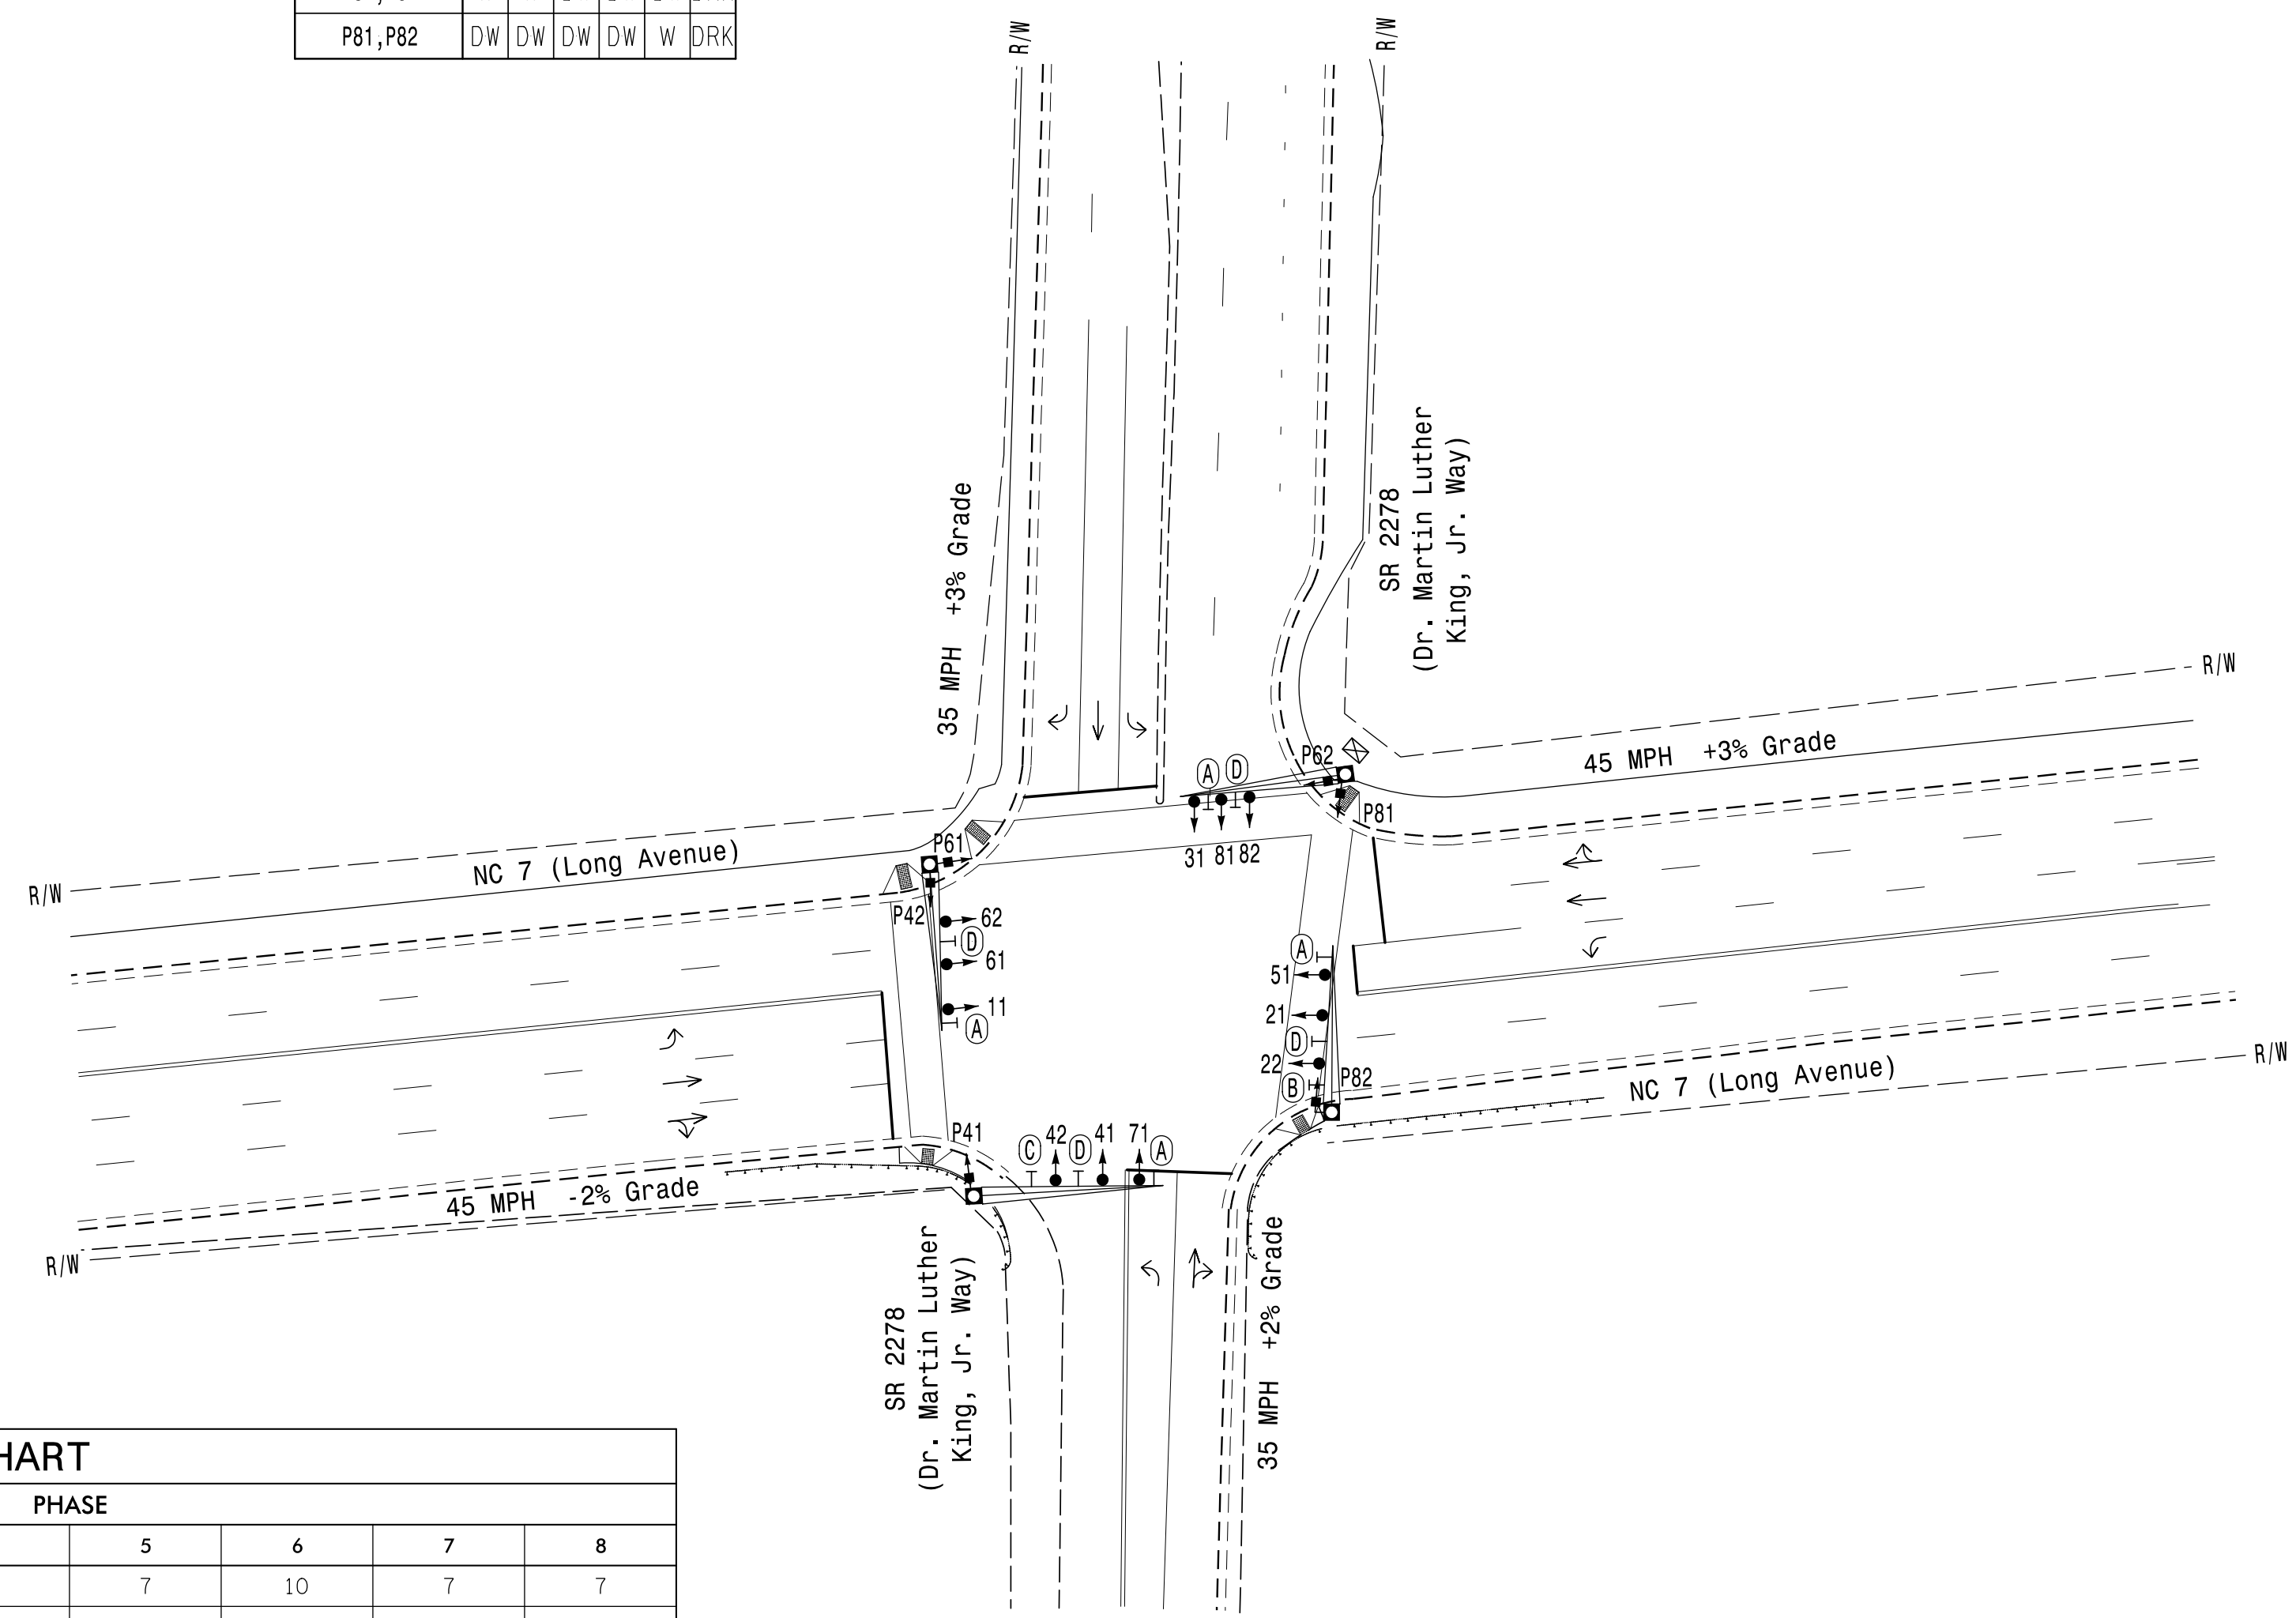 P81,P82 DW DW DW DW W DRK
R/W
R/W
35 MPH +3% Grade
SR 2278
(Dr. Martin Luther
King, Jr. Way)
R/W
45 MPH +3% Grade
NC 7 (Long Avenue)
R/W
P61
P62
A D
P81
31 81 82
P42
62
D
61
11
A
A
51
21
D
22
B
P82
NC 7 (Long Avenue)
R/W
P41
C 42 D 41 71 A
45 MPH -2% Grade
R/W
SR 2278
(Dr. Martin Luther
King, Jr. Way)
35 MPH +2% Grade
HART
PHASE
5 6 7 8
7 10 7 7